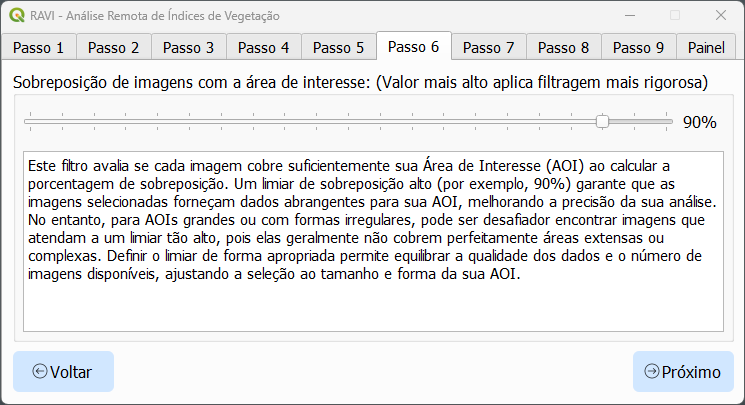 RAVI - Análise Remota de Índices de Vegetação
Passo 1 Passo 2 Passo 3 Passo 4 Passo 5 Passo 6 Passo 7 Passo 8 Passo 9 Painel
Sobreposição de imagens com a área de interesse: (Valor mais alto aplica filtragem mais rigorosa)
90%
Este filtro avalia se cada imagem cobre suficientemente sua Área de Interesse (AOI) ao calcular a
porcentagem de sobreposição. Um limiar de sobreposição alto (por exemplo, 90%) garante que as
imagens selecionadas forneçam dados abrangentes para sua AOI, melhorando a precisão da sua análise.
No entanto, para AOIs grandes ou com formas irregulares, pode ser desafiador encontrar imagens que
atendam a um limiar tão alto, pois elas geralmente não cobrem perfeitamente áreas extensas ou
complexas. Definir o limiar de forma apropriada permite equilibrar a qualidade dos dados e o número de
imagens disponíveis, ajustando a seleção ao tamanho e forma da sua AOI.
Voltar Próximo